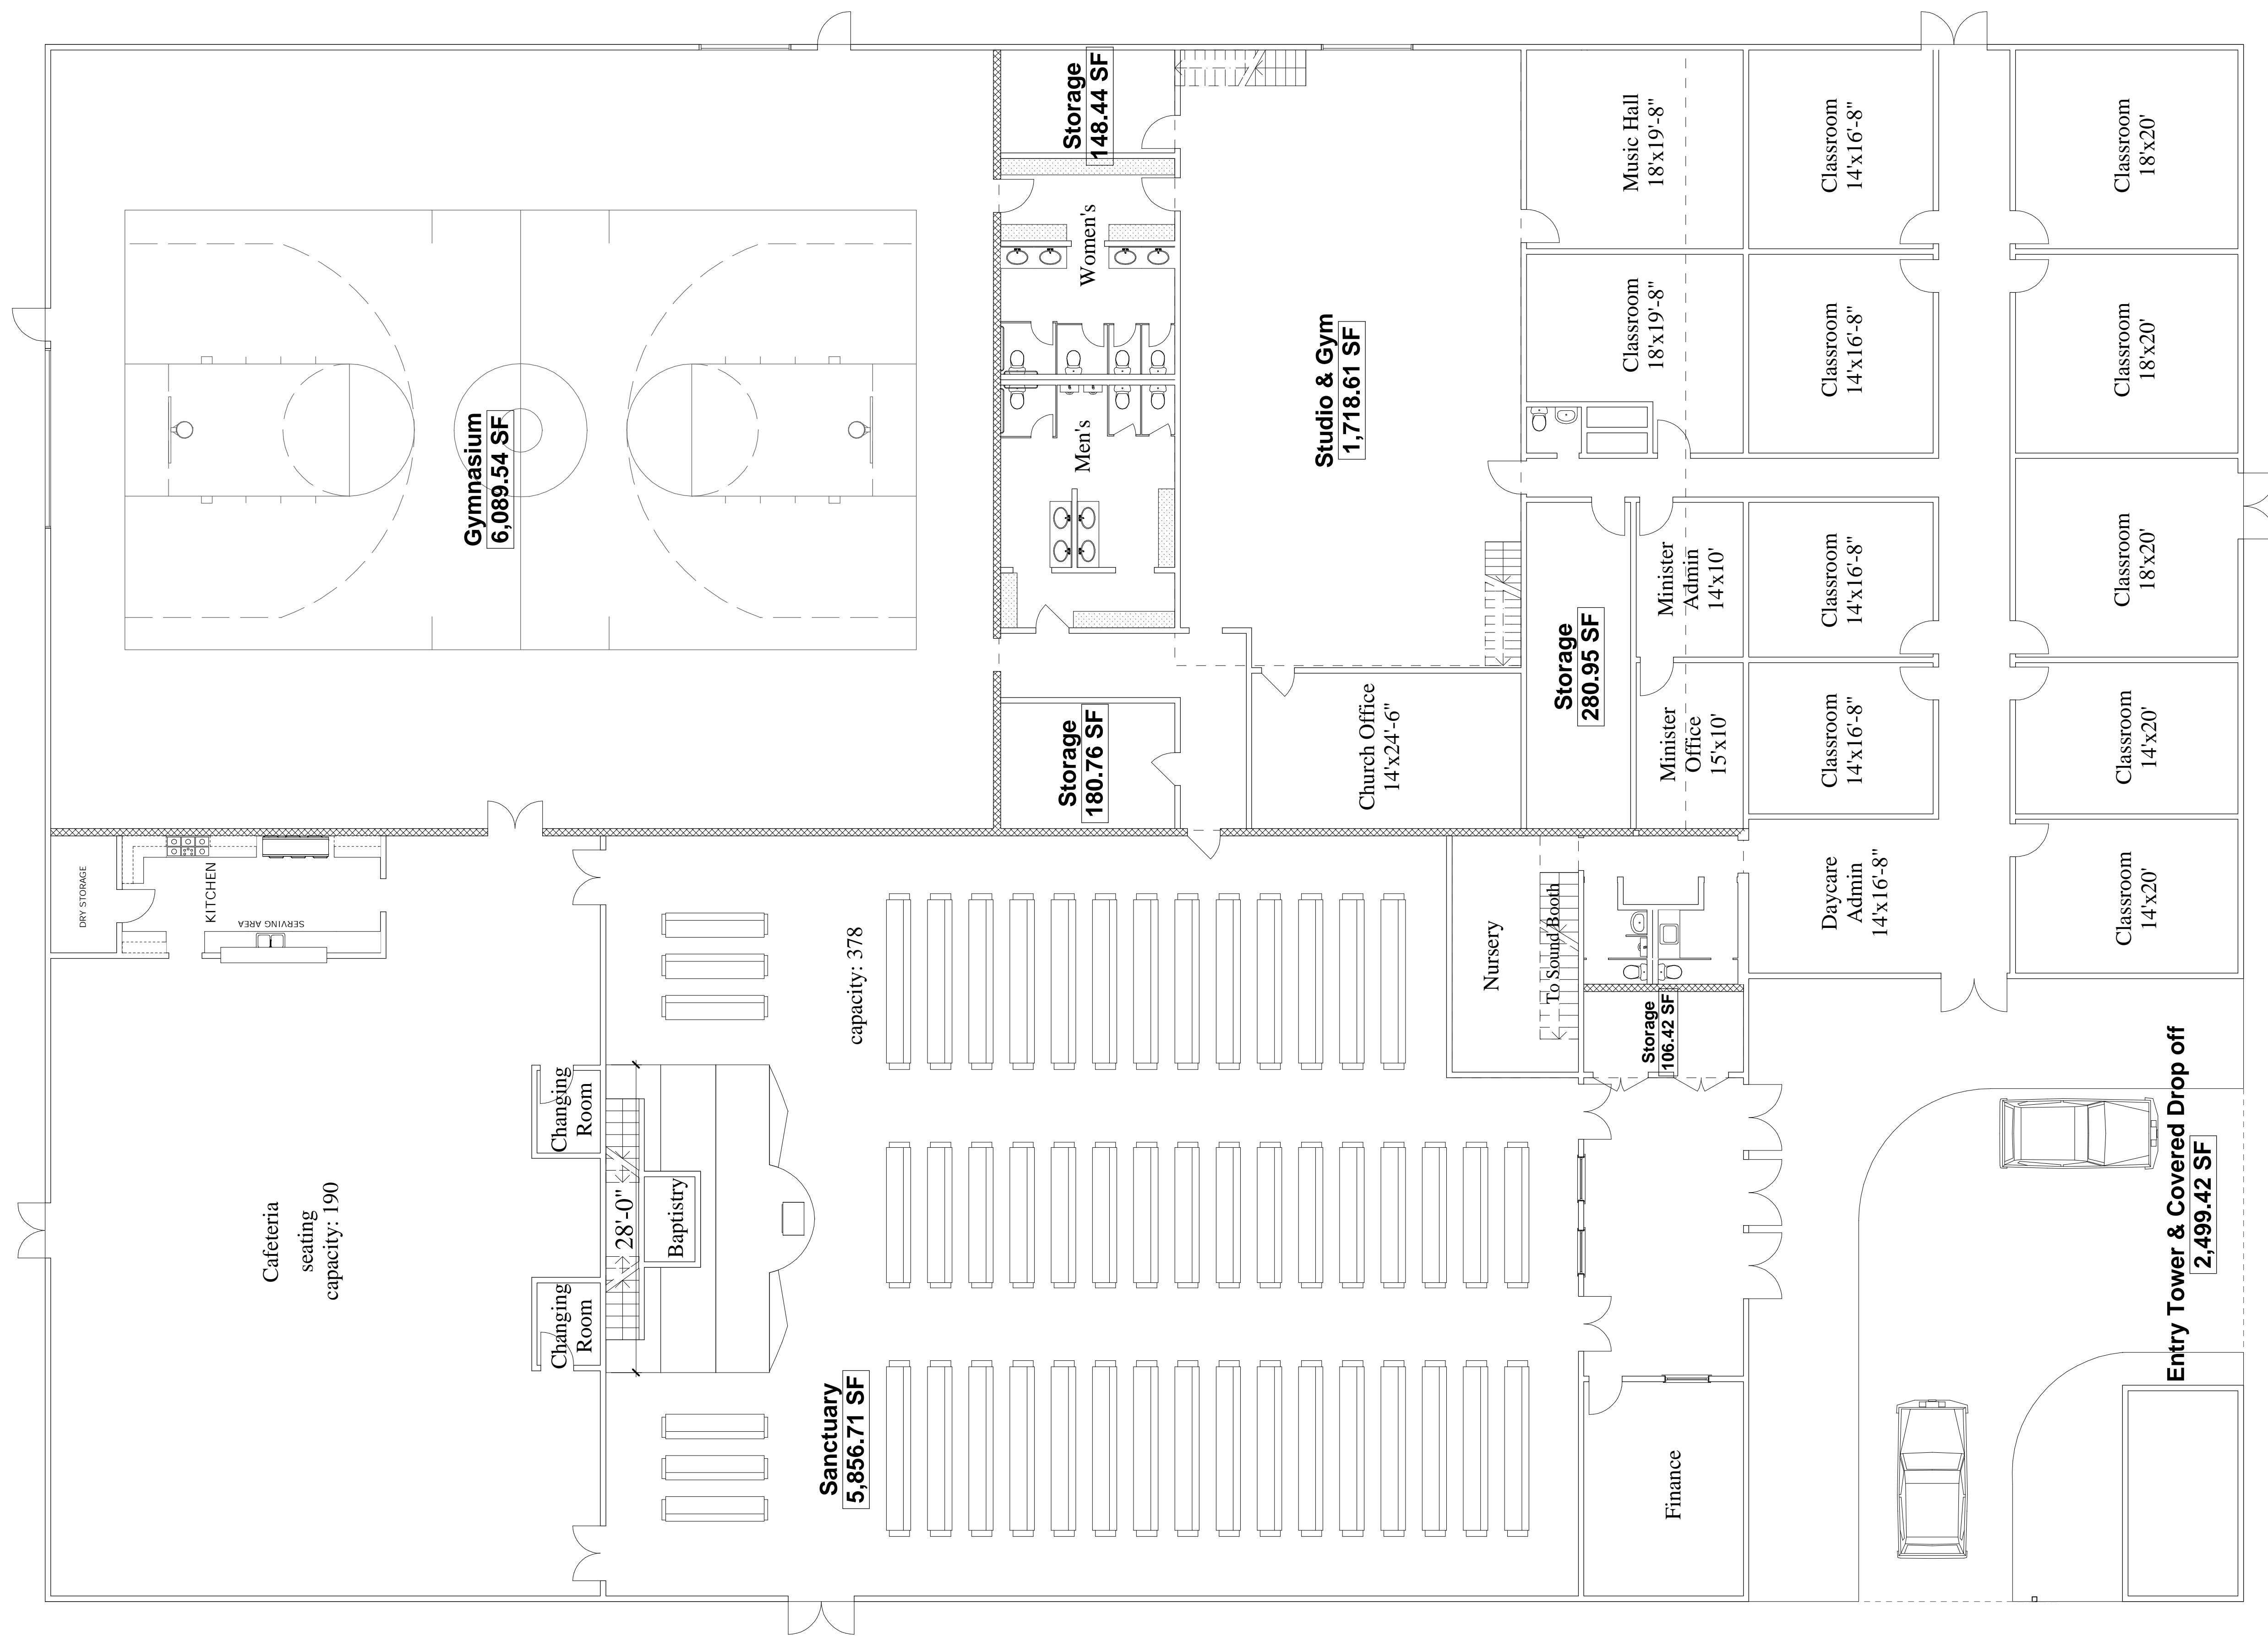 Gymnasium
6,089.54 SF
Storage
148.44 SF
Women's
Men's
Storage
180.76 SF
Studio & Gym
1,718.61 SF
Church Office
14'x24'-6"
Music Hall
18'x19'-8"
Classroom
18'x19'-8"
Storage
280.95 SF
Minister
Admin
14'x10'
Minister
Office
15'x10'
Classroom
14'x16'-8"
Classroom
14'x16'-8"
Classroom
14'x16'-8"
Classroom
14'x16'-8"
Daycare
Admin
14'x16'-8"
Classroom
18'x20'
Classroom
18'x20'
Classroom
18'x20'
Classroom
14'x20'
Classroom
14'x20'
DRY STORAGE
KITCHEN
SERVING AREA
Cafeteria
seating
capacity: 190
Changing
Room
Changing
Room
28'-0"
Baptistry
capacity: 378
Sanctuary
5,856.71 SF
Nursery
To Sound Booth
Storage
106.42 SF
Finance
Entry Tower & Covered Drop off
2,499.42 SF